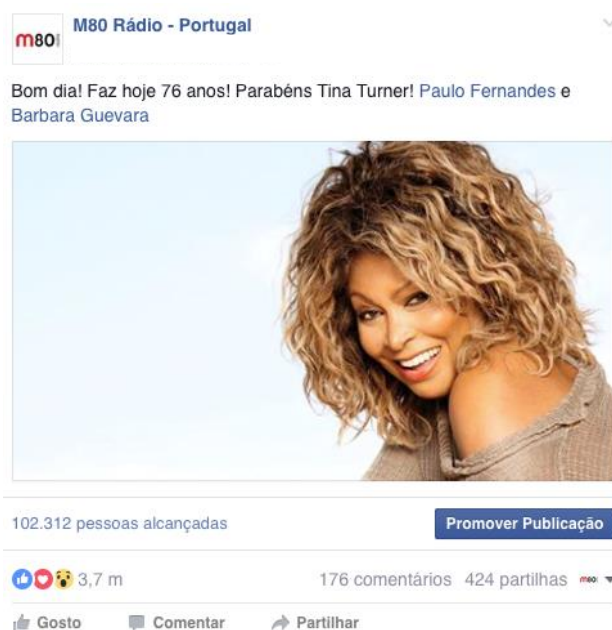 m80
M80 Rádio - Portugal
Bom dia! Faz hoje 76 anos! Parabéns Tina Turner! Paulo Fernandes e
Barbara Guevara
102.312 pessoas alcançadas
Promover Publicação
3,7 m
176 comentários 424 partilhas m80
Gosto Comentar Partilhar